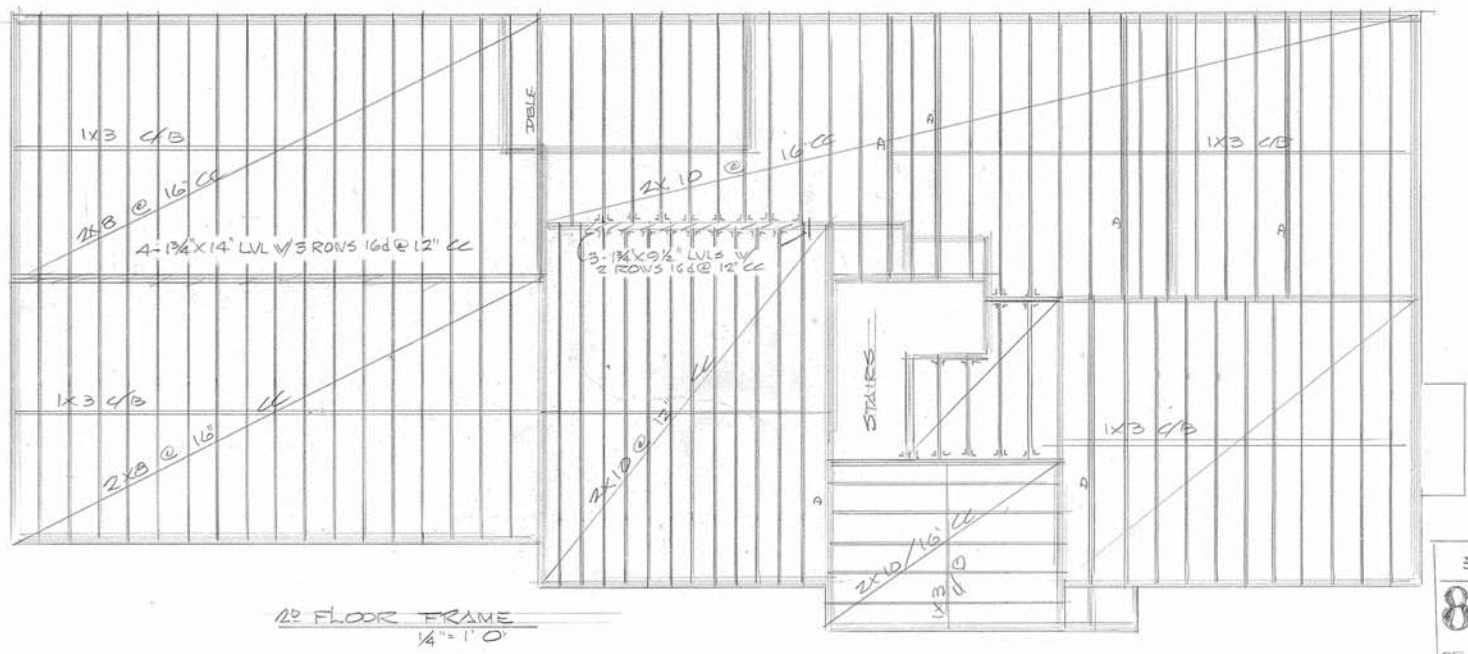 DBLE
1X3 C/B
2X8 @ 16" CC
4-1¾"X14" LVL W/3 ROWS 16d @ 12" CC
2X10 @ 16" CC
A
A
1X3 C/B
A
A
3-1¾X9½" LVLS W/
2 ROWS 16d @ 12" CC
STAIRS
1X3 C/B
2X8 @ 16" CC
2X10 @ 12" CC
1X3 C/B
A
A
2X10/16" CC
1X3
2º FLOOR FRAME
¼" = 1' 0"
8